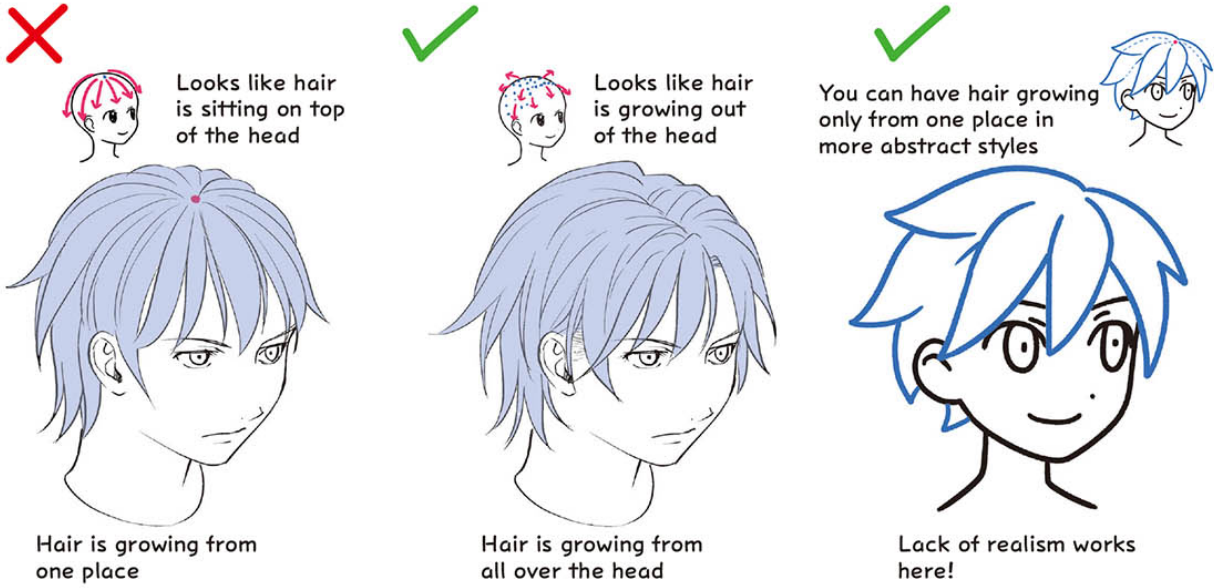 Looks like hair
is sitting on top
of the head
Looks like hair
is growing out
of the head
You can have hair growing
only from one place in
more abstract styles
Hair is growing from
one place
Hair is growing from
all over the head
Lack of realism works
here!